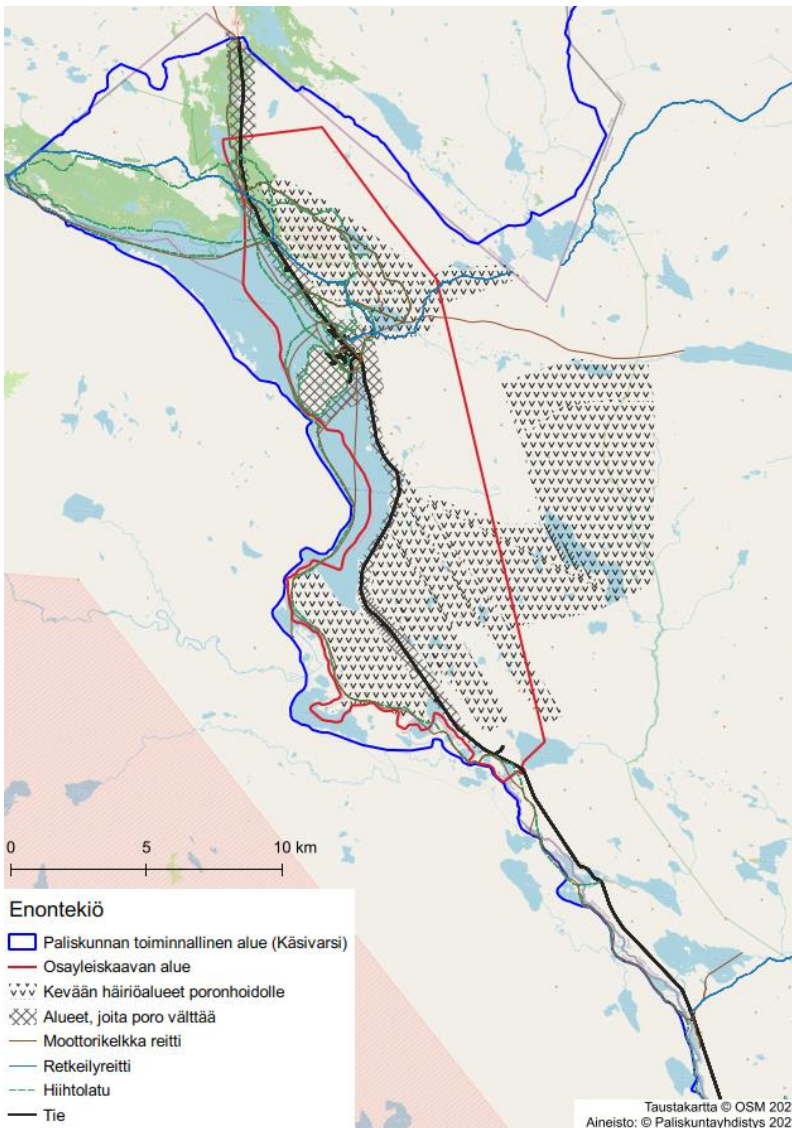 0 5 10 km
Enontekiö
Paliskunnan toiminnallinen alue (Käsivarsi)
Osayleiskaavan alue
Kevään häiriöalueet poronhoidolle
Alueet, joita poro välttää
Moottorikelkka reitti
Retkeilyreitti
Hiihtolatu
Tie
Taustakartta © OSM 202
Aineisto: © Paliskuntayhdistys 202